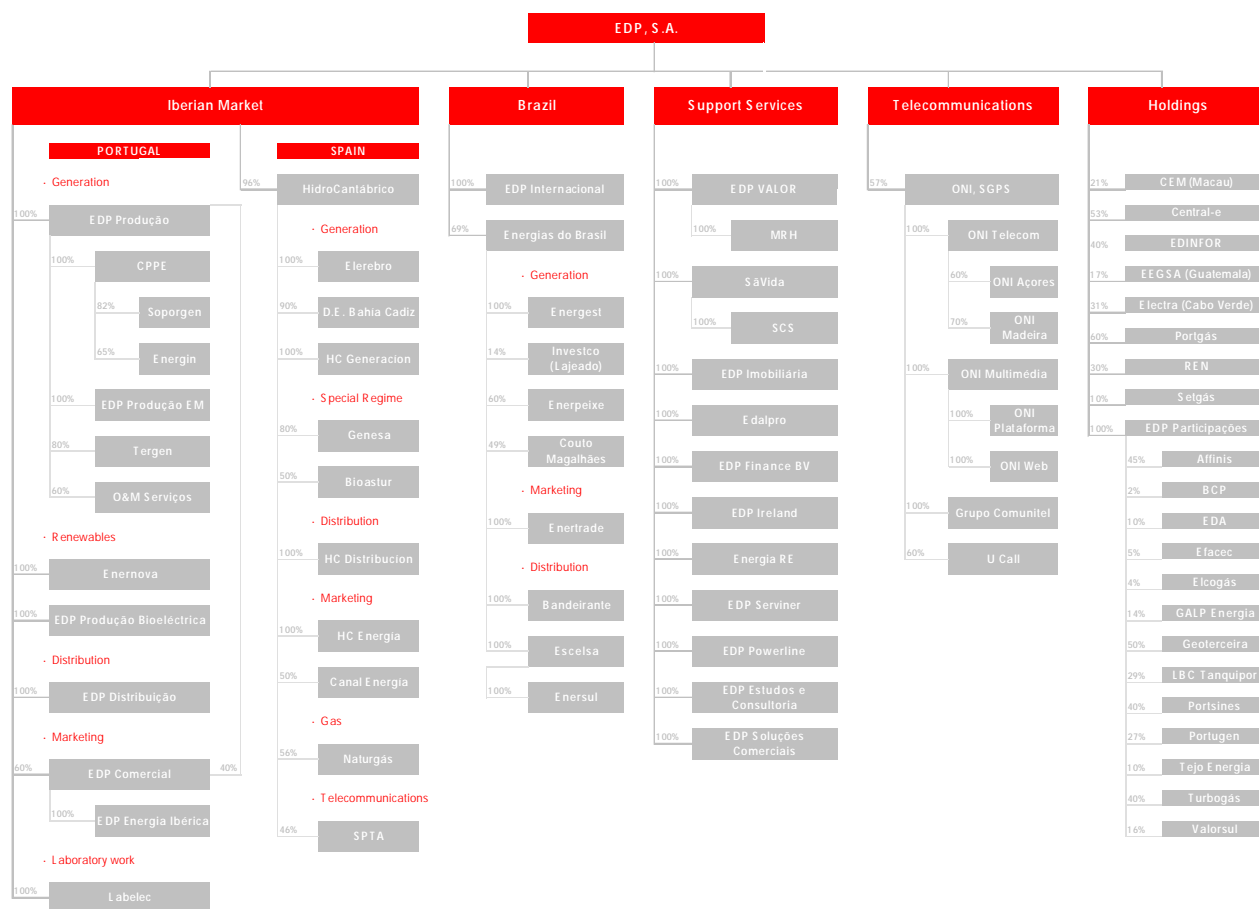 EDP, S.A.
Iberian Market
PORTUGAL
· Generation
100%
EDP Produção
100%
CPPE
82%
Soporgen
65%
Energin
100%
EDP Produção EM
80%
Tergen
60%
O&M Serviços
· Renewables
100%
Enernova
100%
EDP Produção Bioeléctrica
· Distribution
100%
EDP Distribuição
· Marketing
60%
EDP Comercial
40%
100%
EDP Energia Ibérica
· Laboratory work
100%
Labelec
SPAIN
96%
HidroCantábrico
· Generation
100%
Elerebro
90%
D.E. Bahía Cadiz
100%
HC Generacion
· Special Regime
80%
Genesa
50%
Bioastur
· Distribution
100%
HC Distribucion
· Marketing
100%
HC Energia
50%
Canal Energia
· Gas
56%
Naturgás
· Telecommunications
46%
SPTA
Brazil
100%
EDP Internacional
69%
Energias do Brasil
· Generation
100%
Energest
14%
Investco
(Lajeado)
60%
Enerpeixe
49%
Couto
Magalhães
· Marketing
100%
Enertrade
· Distribution
100%
Bandeirante
100%
Escelsa
100%
Enersul
Support Services
100%
EDP VALOR
100%
MRH
100%
SãVida
100%
SCS
100%
EDP Imobiliária
100%
Edalpro
100%
EDP Finance BV
100%
EDP Ireland
100%
Energia RE
100%
EDP Serviner
100%
EDP Powerline
100%
EDP Estudos e
Consultoria
100%
EDP Soluções
Comerciais
Telecommunications
57%
ONI, SGPS
100%
ONI Telecom
60%
ONI Açores
70%
ONI
Madeira
100%
ONI Multimédia
100%
ONI
Plataforma
100%
ONI Web
100%
Grupo Comunitel
60%
U Call
Holdings
21%
CEM (Macau)
53%
Central-e
40%
EDINFOR
17%
EEGSA (Guatemala)
31%
Electra (Cabo Verde)
60%
Portgás
30%
REN
10%
Setgás
100%
EDP Participações
45%
Affinis
2%
BCP
10%
EDA
5%
Efacec
4%
Elcogás
14%
GALP Energia
50%
Geoterceira
29%
LBC Tanquipor
40%
Portsines
27%
Portugen
10%
Tejo Energia
40%
Turbogás
16%
Valorsul